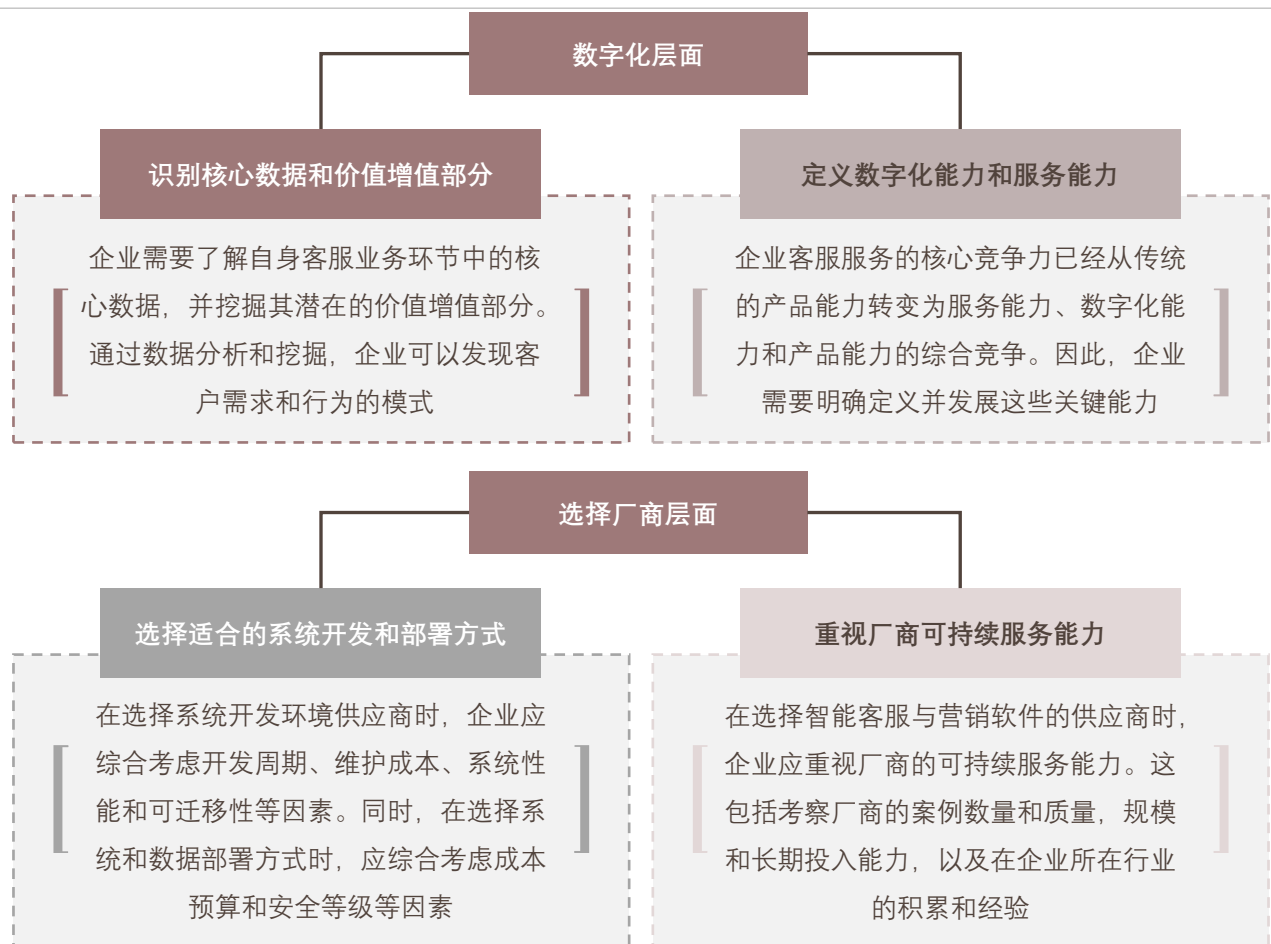 数字化层面
识别核心数据和价值增值部分
企业需要了解自身客服业务环节中的核
心数据，并挖掘其潜在的价值增值部分。
通过数据分析和挖掘，企业可以发现客
户需求和行为的模式
定义数字化能力和服务能力
企业客服服务的核心竞争力已经从传统
的产品能力转变为服务能力、数字化能
力和产品能力的综合竞争。因此，企业
需要明确定义并发展这些关键能力
选择厂商层面
选择适合的系统开发和部署方式
在选择系统开发环境供应商时，企业应
综合考虑开发周期、维护成本、系统性
能和可迁移性等因素。同时，在选择系
统和数据部署方式时，应综合考虑成本
预算和安全等级等因素
重视厂商可持续服务能力
在选择智能客服与营销软件的供应商时，
企业应重视厂商的可持续服务能力。这
包括考察厂商的案例数量和质量，规模
和长期投入能力，以及在企业所在行业
的积累和经验